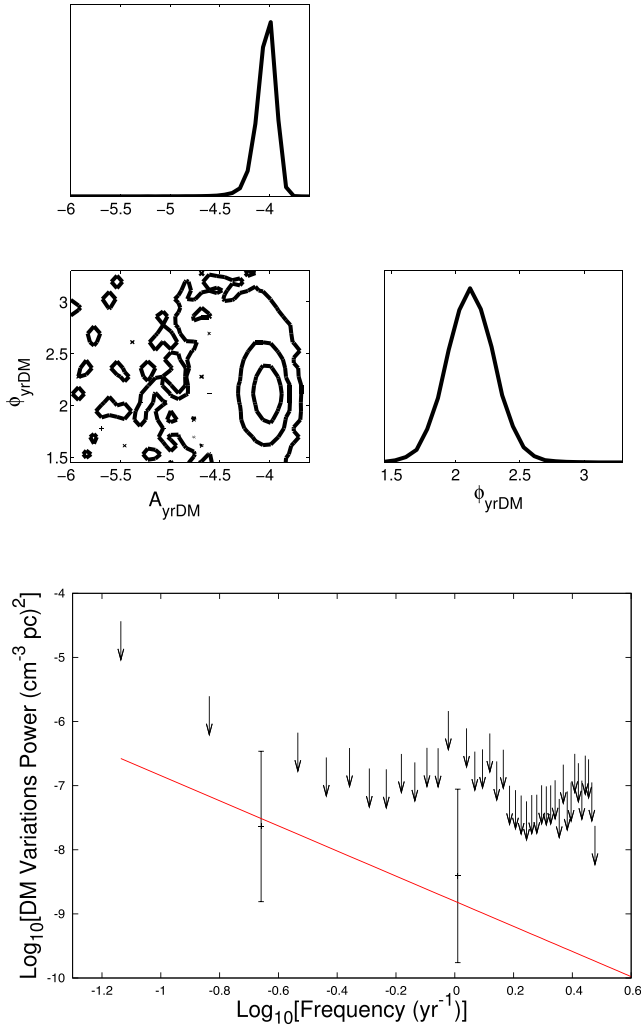 −6 −5.5 −5 −4.5 −4
3
2.5
2
1.5
ϕyrDM
−6 −5.5 −5 −4.5 −4
AyrDM
1.5 2 2.5 3
ϕyrDM
-4
-5
-6
-7
-8
-9
-10
Log10[DM Variations Power (cm-3 pc)2]
-1.2 -1 -0.8 -0.6 -0.4 -0.2 0 0.2 0.4 0.6
Log10[Frequency (yr-1)]